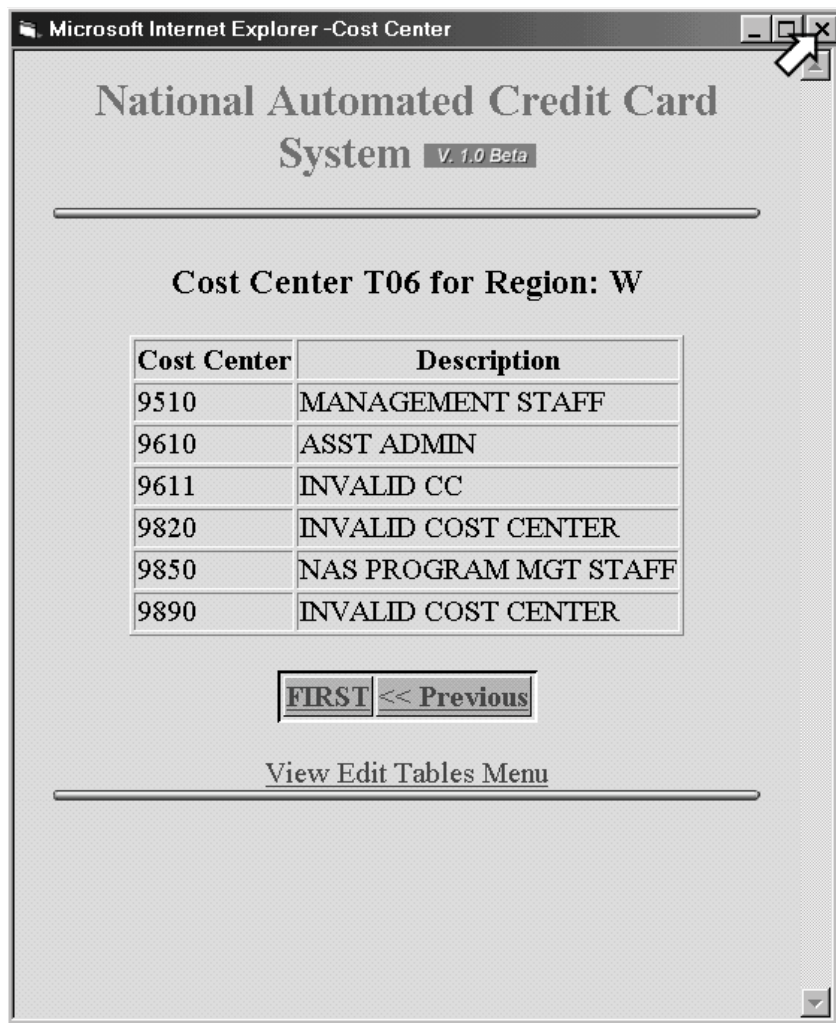 Microsoft Internet Explorer -Cost Center
National Automated Credit Card
System V. 1.0 Beta
Cost Center T06 for Region: W
Cost Center Description
9510 MANAGEMENT STAFF
9610 ASST ADMIN
9611 INVALID CC
9820 INVALID COST CENTER
9850 NAS PROGRAM MGT STAFF
9890 INVALID COST CENTER
FIRST << Previous
View Edit Tables Menu